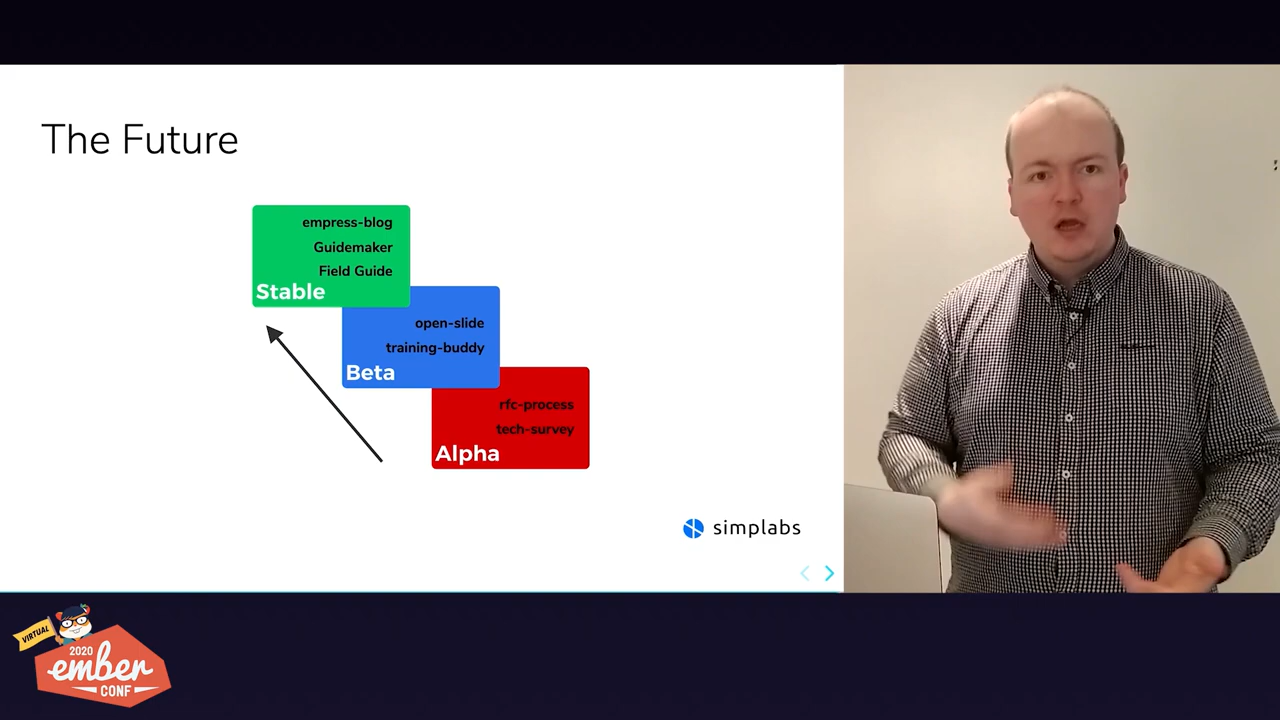 The Future
empress-blog
Guidemaker
Field Guide
Stable
open-slide
training-buddy
Beta
rfc-process
tech-survey
Alpha
simplabs
VIRTUAL
2020
ember
CONF